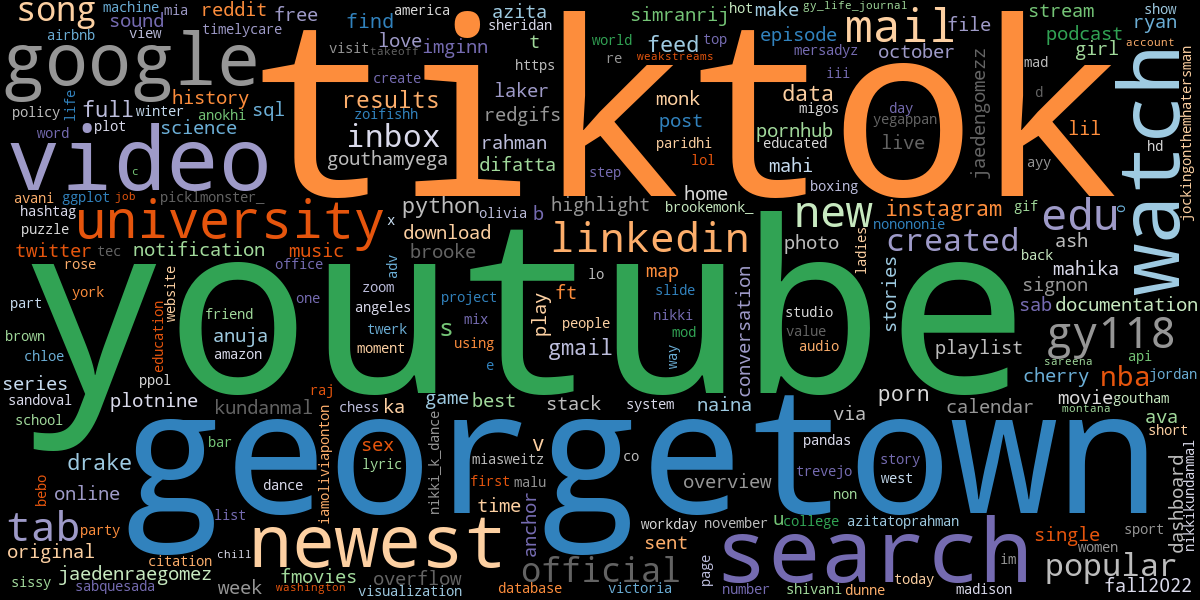 song
machine
mia
reddit
free
america
azita
simranrij
hot
make
gy_life_journal
file
stream
show
ryan
airbnb
sound
view
timelycare
find
love
sheridan
t
world
feed
top
episode
mail
october
podcast
girl
account
google
tiktok
visit
takeoff
imginn
https
re
weakstreams
mersadyz
iii
mad
watch
jockingonthemhatersman
policy
life
full
winter
history
anokhi
sql
create
results
zoifishh
laker
redgifs
monk
post
data
migos
day
yegappan
d
jaedengomezz
word
plot
science
inbox
gouthamyega
rahman
difatta
paridhi
lol
pornhub
educated
mahi
live
lil
hd
ayy
video
c
step
boxing
avani
ggplot
job
picklmonster_
home
hashtag
puzzle
university
x
python
olivia
b
highlight
brookemonk_
new
instagram
gif
edu
o
twitter
tec
notification
music
download
brooke
linkedin
photo
nonononie
ladies
created
back
ash
rose
website
office
adv
lo
map
conversation
stories
signon
mahika
york
part
education
one
zoom
angeles
project
play
ft
slide
nikki
studio
sab
documentation
youtube
brown
friend
anuja
twerk
mix
s
people
mod
value
gy118
chloe
amazon
moment
using
e
gmail
way
audio
playlist
sareena
api
series
ppol
raj
cherry
nba
jordan
sandoval
plotnine
kundanmal
chess
ka
game
best
stack
system
naina
via
porn
calendar
movie
montana
goutham
school
ava
short
georgetown
bar
sex
lyric
nikki_k_dance
v
miasweitz
co
pandas
trevejo
story
west
drake
bebo
online
dance
iamoliviaponton
first
malu
time
overview
non
dashboard
nikkikundanmal
tab
party
list
newest
anchor
workday
november
u
college
azitatoprahman
single
sport
women
original
citation
chill
sent
search
im
popular
sissy
jaedenraegomez
sabquesada
week
washington
fmovies
overflow
visualization
official
database
victoria
page
number
shivani
today
dunne
madison
fall2022